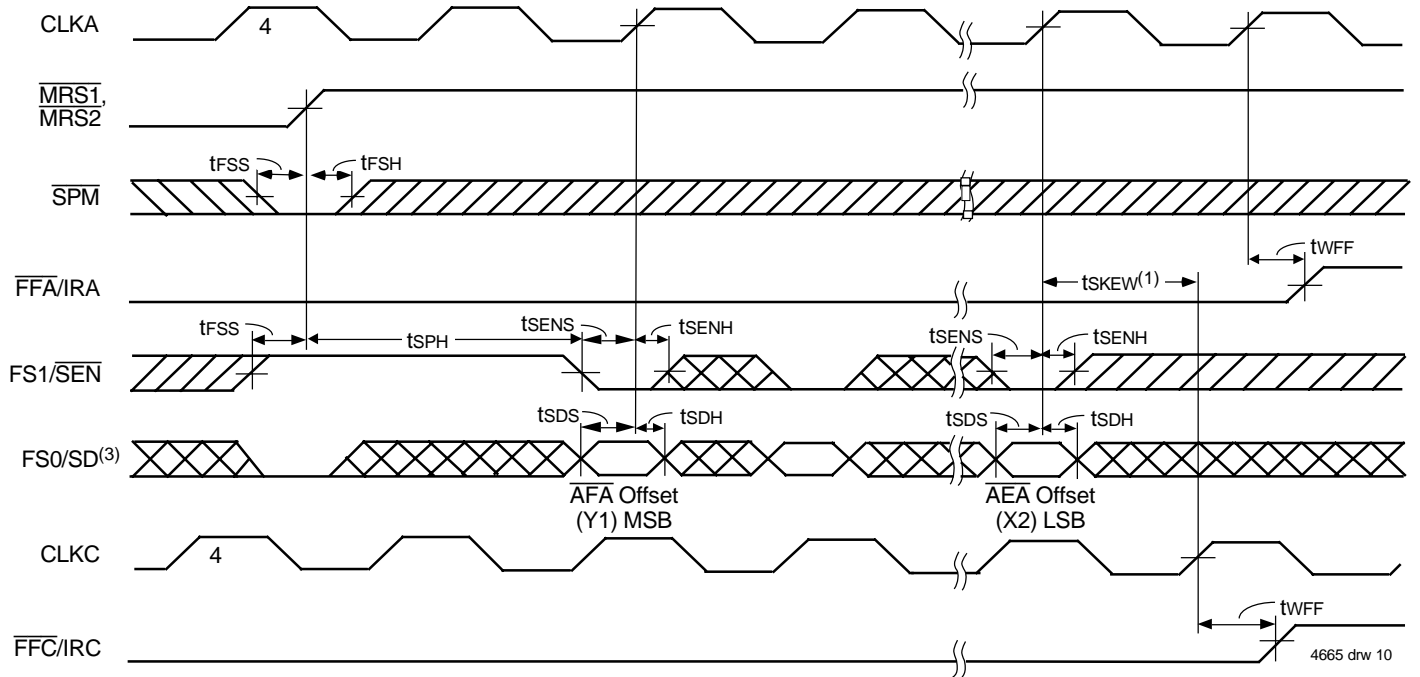 CLKA
4
MRS1,
MRS2
tFSS
tFSH
SPM
tWFF
FFA/IRA
tSKEW(1)
tFSS
tSPH
tSENS
tSENH
tSENS
tSENH
FS1/SEN
tSDS
tSDH
tSDS
tSDH
FS0/SD(3)
AFA Offset
(Y1) MSB
AEA Offset
(X2) LSB
CLKC
4
tWFF
FFC/IRC
4665 drw 10